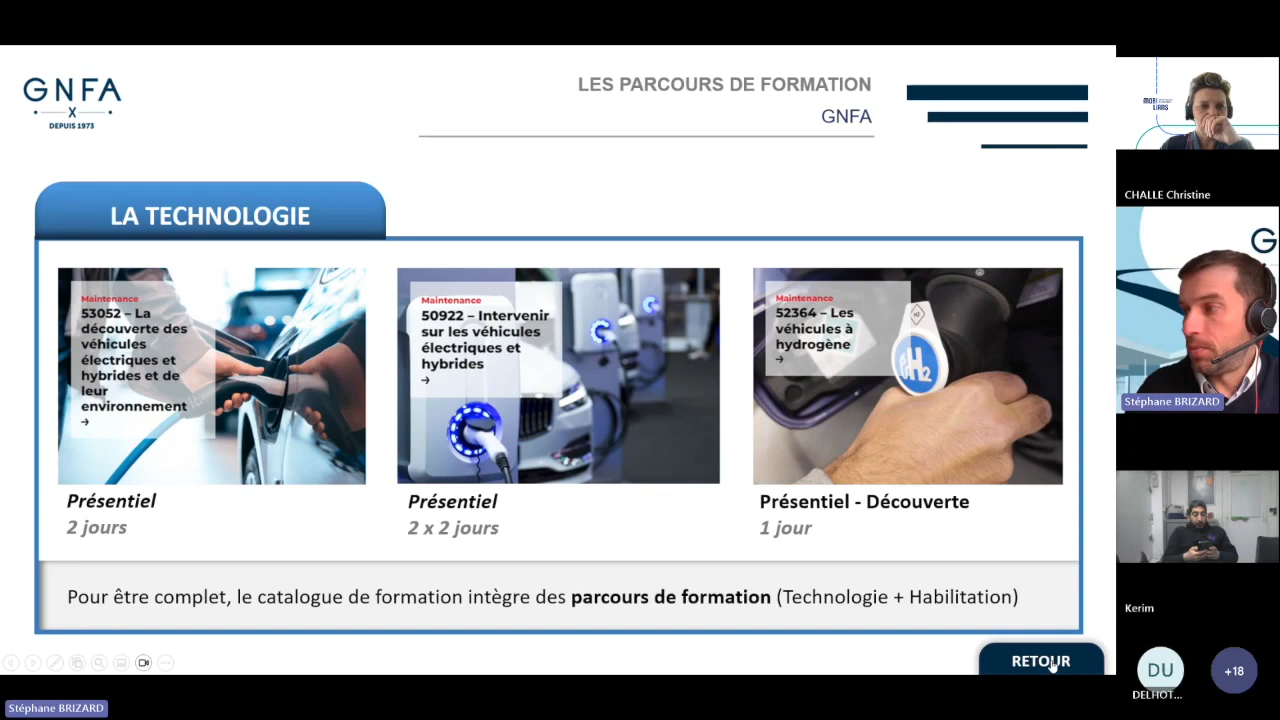 GNFA
X
DEPUIS 1973
LES PARCOURS DE FORMATION
GNFA
LA TECHNOLOGIE
Maintenance
53052 – La
découverte des
véhicules
électriques et
hybrides et de
leur
environnement
→
Présentiel
2 jours
Maintenance
50922 – Intervenir
sur les véhicules
électriques et
hybrides
→
Présentiel
2 x 2 jours
Maintenance
52364 – Les
véhicules à
hydrogène
→
H2
Présentiel - Découverte
1 jour
Pour être complet, le catalogue de formation intègre des parcours de formation (Technologie + Habilitation)
RETOUR
Stéphane BRIZARD
MOBI
LIANS
CHALLE Christine
G
Stéphane BRIZARD
Kerim
DU
DELHOT...
+18